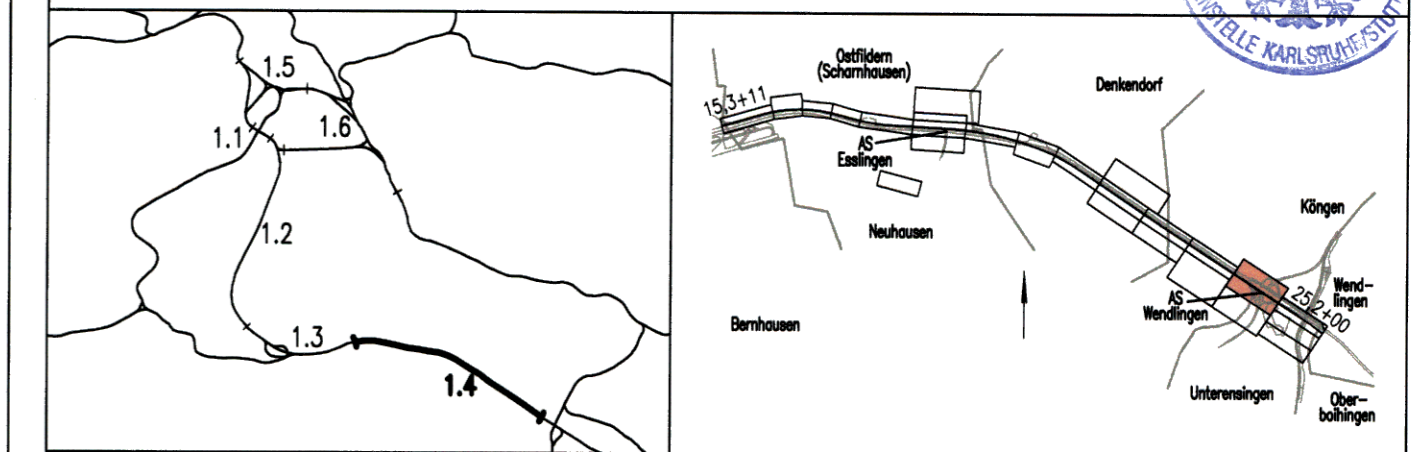 1.5
1.1
1.6
1.2
1.3
1.4
15,3+11
Ostfildern
(Scharnhausen)
Denkendorf
AS
Esslingen
Neuhausen
Bernhausen
Köngen
Wend-
lingen
AS
Wendlingen
25,2+00
Unterensingen
Ober-
boihingen
KARLSRUHE/STUT